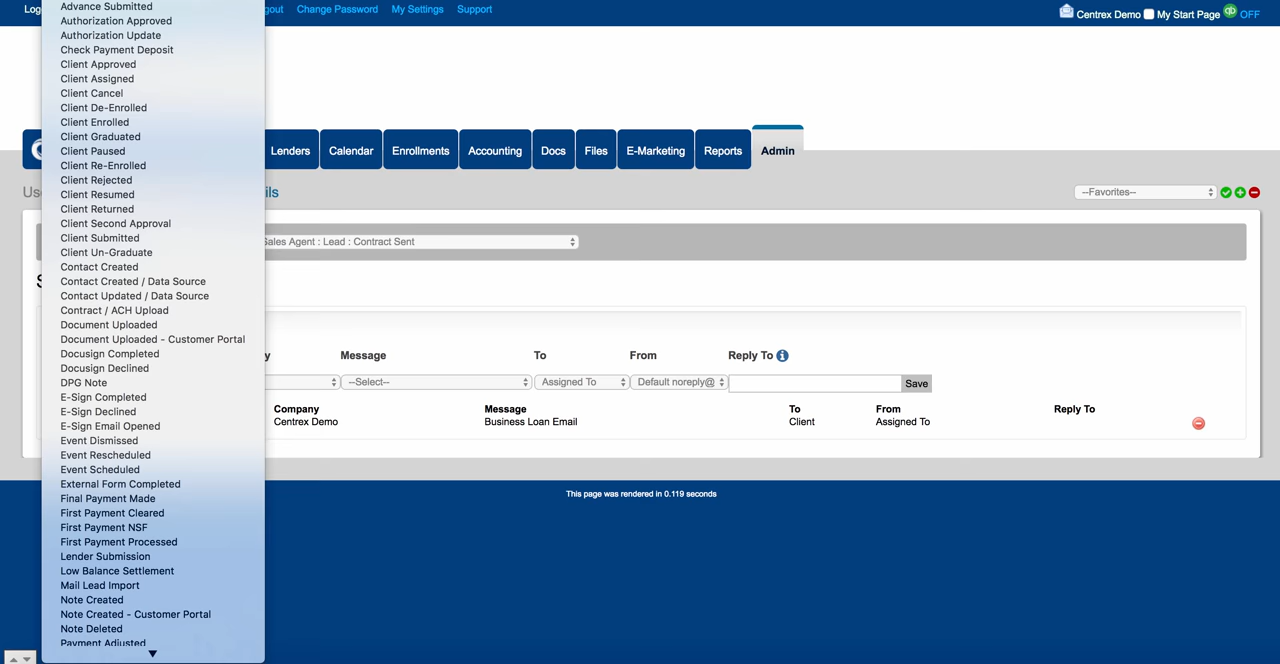 Log
gout Change Password My Settings Support
Centrex Demo My Start Page OFF
Advance Submitted
Authorization Approved
Authorization Update
Check Payment Deposit
Client Approved
Client Assigned
Client Cancel
Client De-Enrolled
Client Enrolled
Client Graduated
Client Paused
Client Re-Enrolled
Client Rejected
Client Resumed
Client Returned
Client Second Approval
Client Submitted
Client Un-Graduate
Contact Created
Contact Created / Data Source
Contact Updated / Data Source
Contract / ACH Upload
Document Uploaded
Document Uploaded - Customer Portal
Docusign Completed
Docusign Declined
DPG Note
E-Sign Completed
E-Sign Declined
E-Sign Email Opened
Event Dismissed
Event Rescheduled
Event Scheduled
External Form Completed
Final Payment Made
First Payment Cleared
First Payment NSF
First Payment Processed
Lender Submission
Low Balance Settlement
Mail Lead Import
Note Created
Note Created - Customer Portal
Note Deleted
Payment Adjusted
Lenders Calendar Enrollments Accounting Docs Files E-Marketing Reports Admin
Use ils --Favorites--
Sales Agent : Lead : Contract Sent
S
y Message To From Reply To
--Select-- Assigned To Default noreply@ Save
Company Message To From Reply To
Centrex Demo Business Loan Email Client Assigned To
This page was rendered in 0.119 seconds